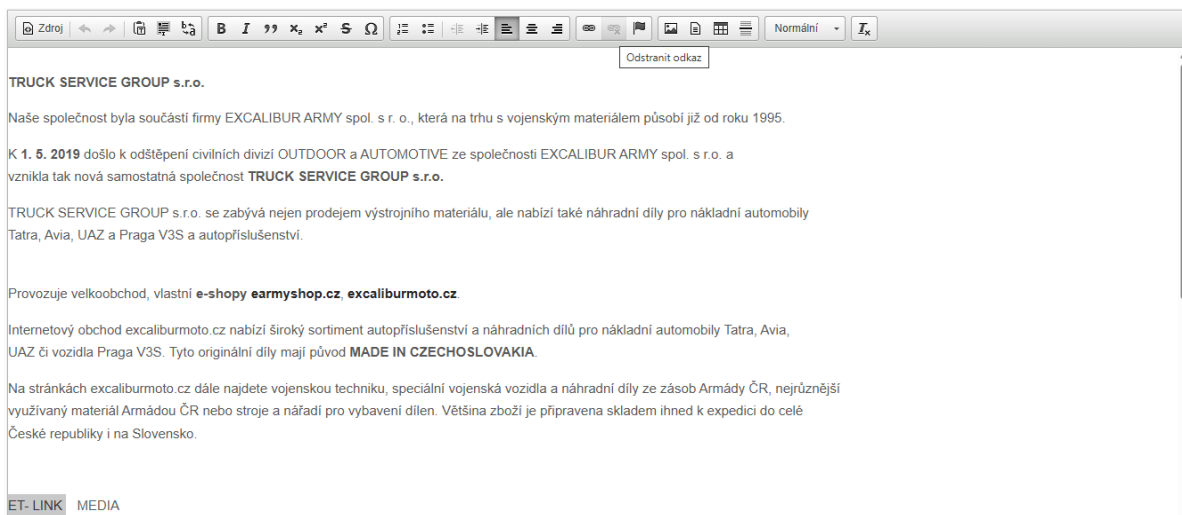 Zdroj
B I x₂ x² S Ω Normální Tx
Odstranit odkaz
TRUCK SERVICE GROUP s.r.o.
Naše společnost byla součástí firmy EXCALIBUR ARMY spol. s r. o., která na trhu s vojenským materiálem působí již od roku 1995.
K 1. 5. 2019 došlo k odštěpení civilních divizí OUTDOOR a AUTOMOTIVE ze společnosti EXCALIBUR ARMY spol. s r.o. a
vznikla tak nová samostatná společnost TRUCK SERVICE GROUP s.r.o.
TRUCK SERVICE GROUP s.r.o. se zabývá nejen prodejem výstrojního materiálu, ale nabízí také náhradní díly pro nákladní automobily
Tatra, Avia, UAZ a Praga V3S a autopříslušenství.
Provozuje velkoobchod, vlastní e-shopy earmyshop.cz, excaliburmoto.cz.
Internetový obchod excaliburmoto.cz nabízí široký sortiment autopříslušenství a náhradních dílů pro nákladní automobily Tatra, Avia,
UAZ či vozidla Praga V3S. Tyto originální díly mají původ MADE IN CZECHOSLOVAKIA.
Na stránkách excaliburmoto.cz dále najdete vojenskou techniku, speciální vojenská vozidla a náhradní díly ze zásob Armády ČR, nejrůznější
využívaný materiál Armádou ČR nebo stroje a nářadí pro vybavení dílen. Většina zboží je připravena skladem ihned k expedici do celé
České republiky i na Slovensko.
ET- LINK MEDIA